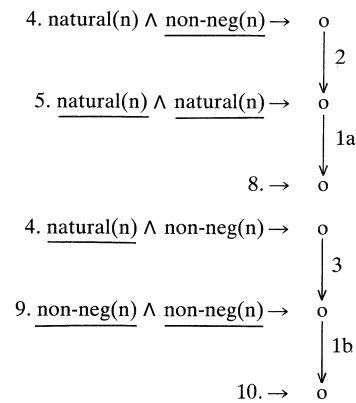 4. natural(n) ∧ non-neg(n) → o
2
5. natural(n) ∧ natural(n) → o
1a
8. → o
4. natural(n) ∧ non-neg(n) → o
3
9. non-neg(n) ∧ non-neg(n) → o
1b
10. → o